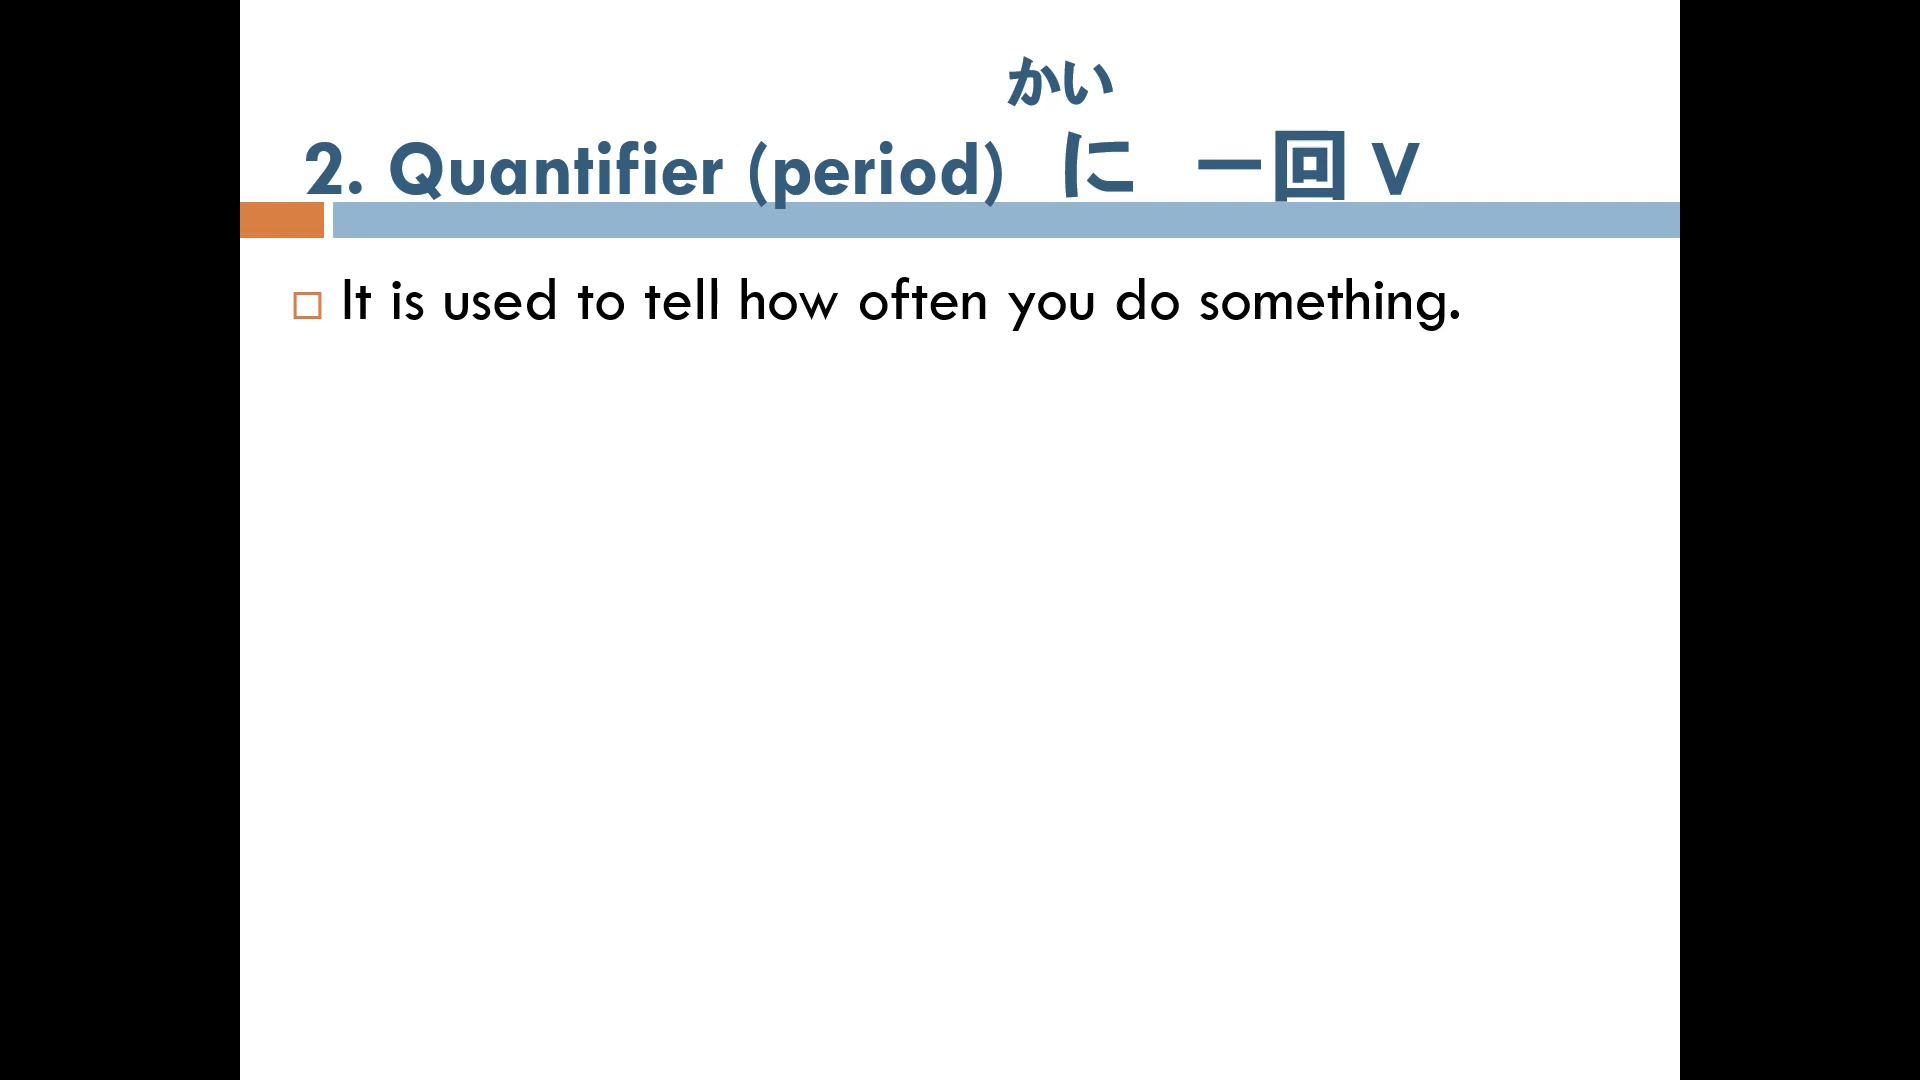 かい
2. Quantifier (period) に 一回 V
It is used to tell how often you do something.